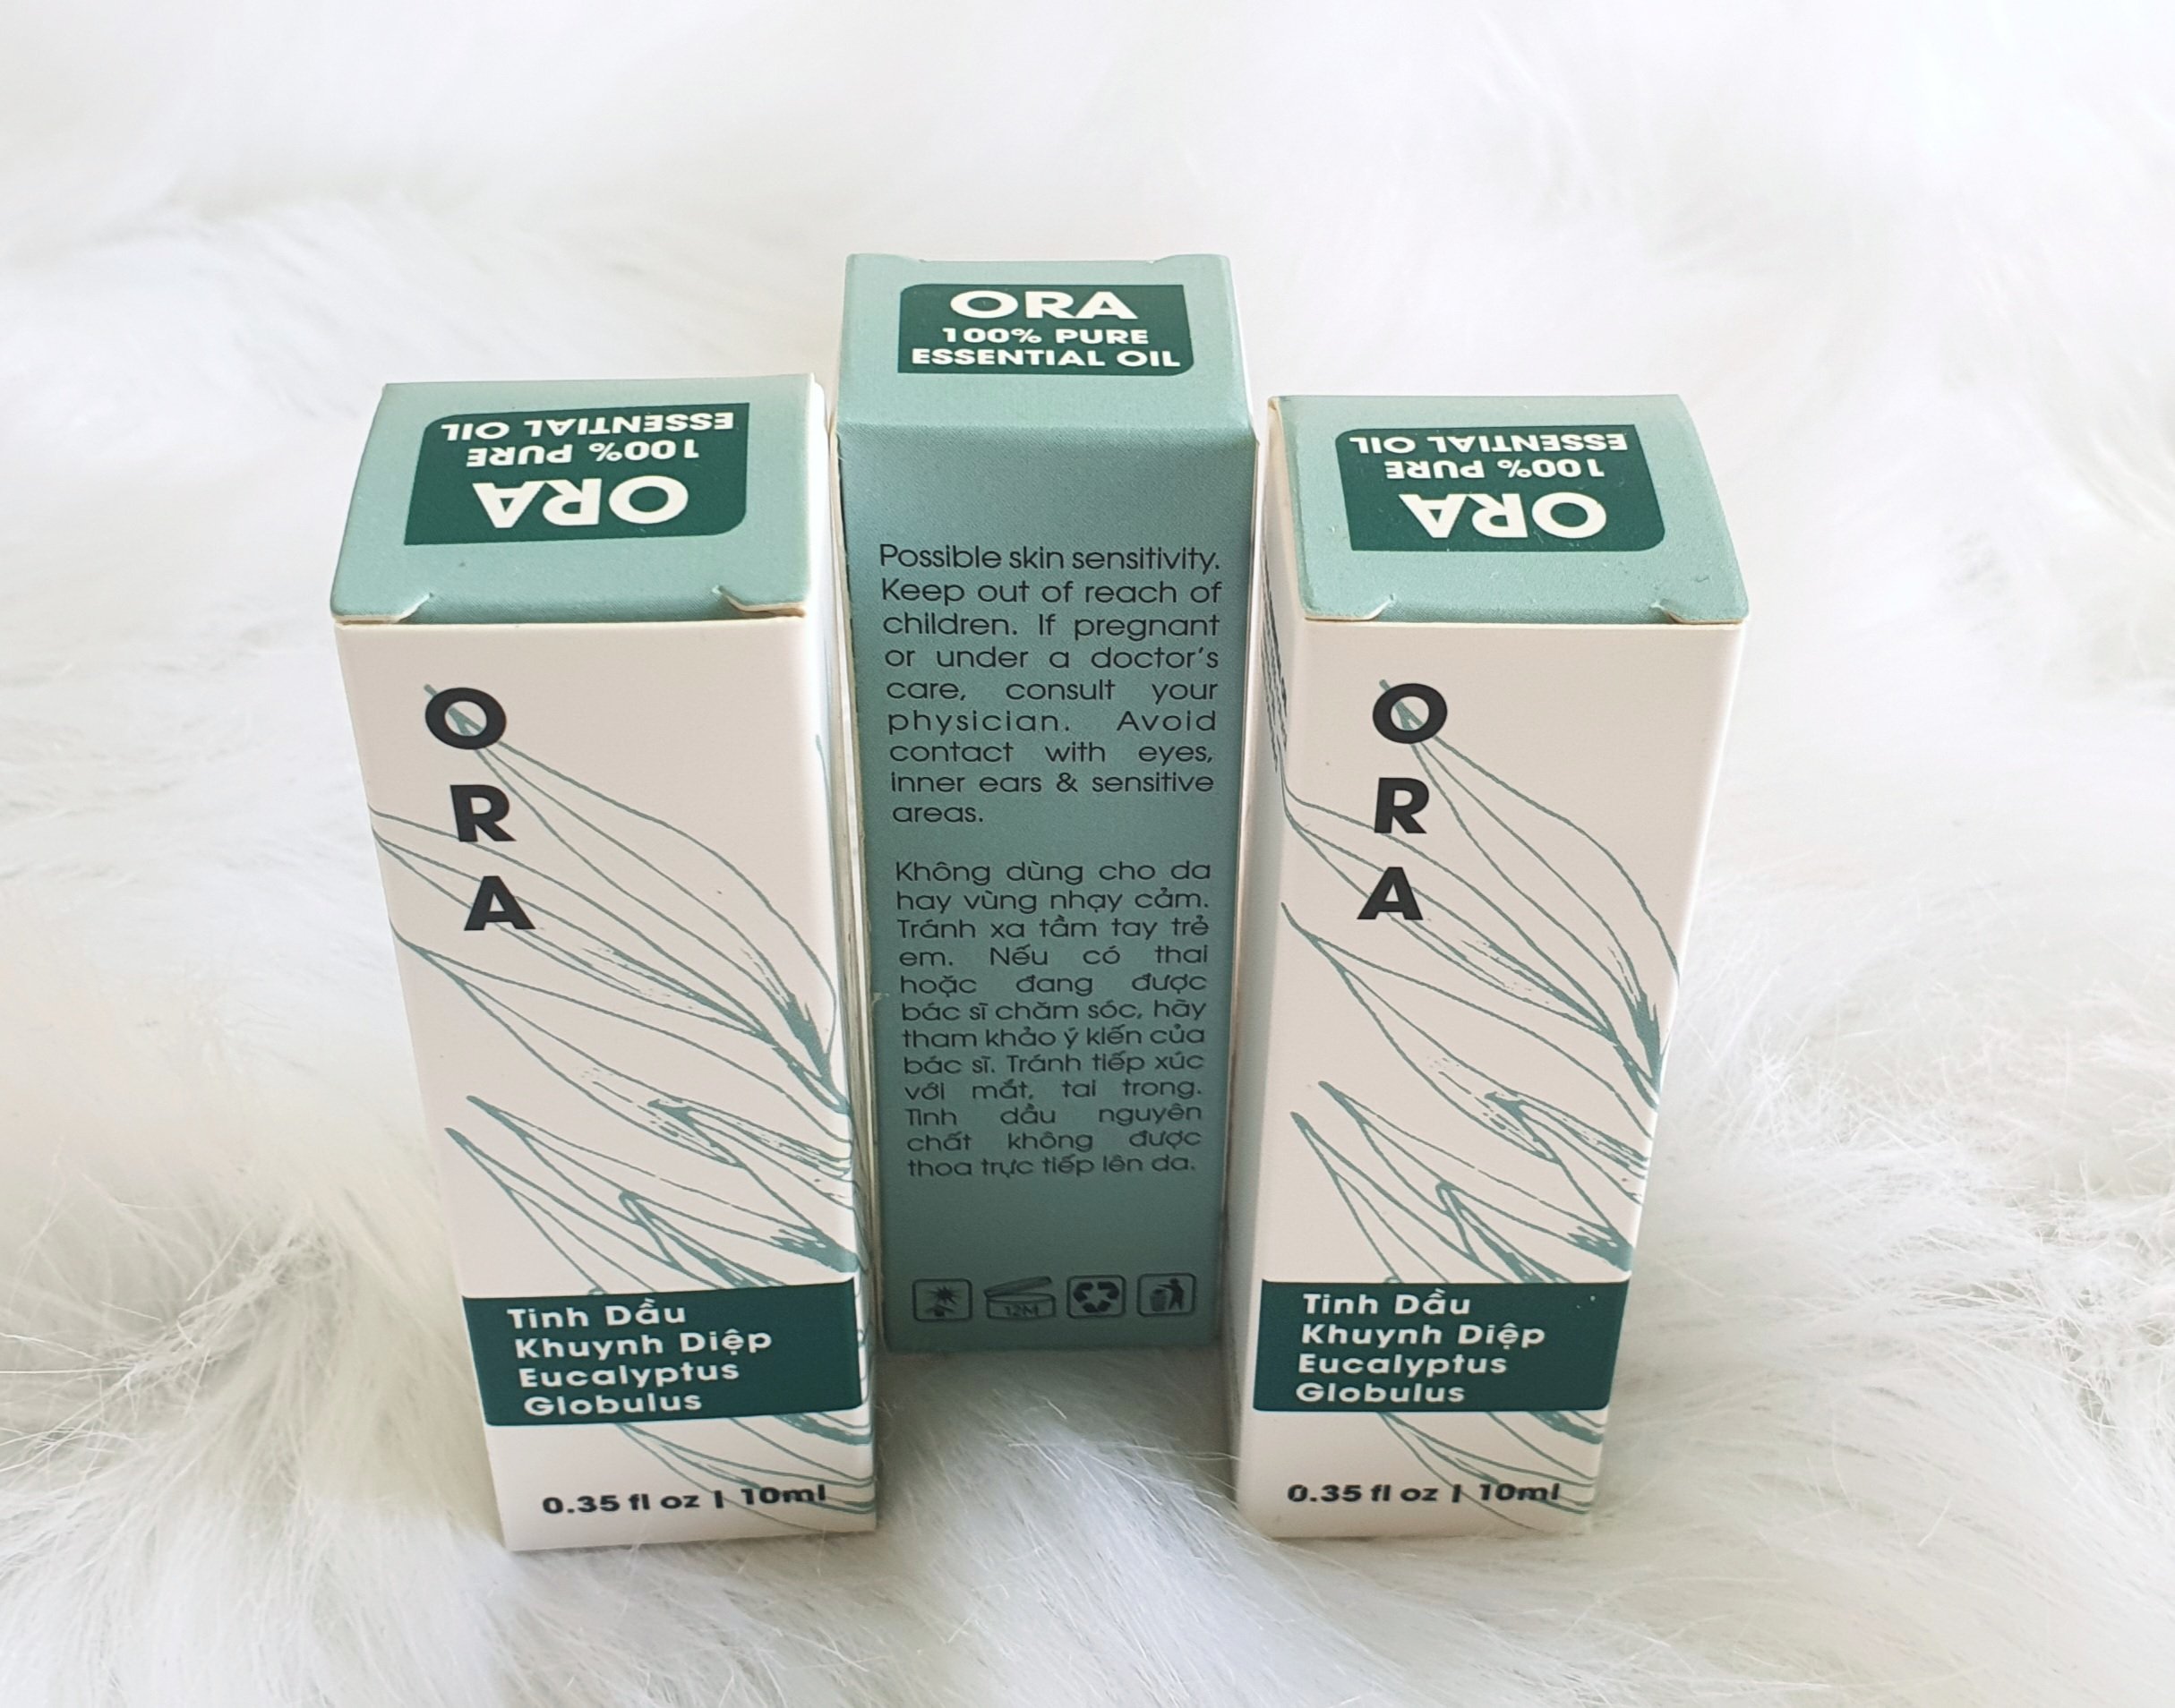 ORA
100% PURE
ESSENTIAL OIL
O
R
A
Tinh Dầu
Khuynh Diệp
Eucalyptus
Globulus
0.35 fl oz | 10ml
ORA
100% PURE
ESSENTIAL OIL
Possible skin sensitivity.
Keep out of reach of
children. If pregnant
or under a doctor's
care, consult your
physician. Avoid
contact with eyes,
inner ears & sensitive
areas.
Không dùng cho da
hay vùng nhạy cảm.
Tránh xa tầm tay trẻ
em. Nếu có thai
hoặc đang được
bác sĩ chăm sóc, hãy
tham khảo ý kiến của
bác sĩ. Tránh tiếp xúc
với mắt, tai trong.
Tinh dầu nguyên
chất không được
thoa trực tiếp lên da.
12M
ORA
100% PURE
ESSENTIAL OIL
O
R
A
Tinh Dầu
Khuynh Diệp
Eucalyptus
Globulus
0.35 fl oz | 10ml